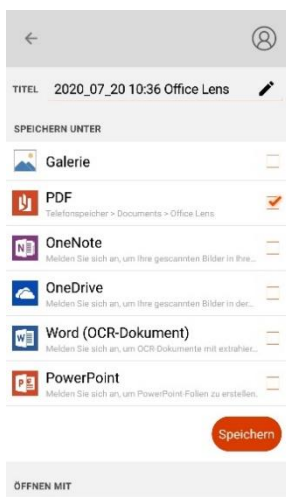 TITEL 2020_07_20 10:36 Office Lens
SPEICHERN UNTER
Galerie
PDF
Telefonspeicher > Documents > Office Lens
OneNote
Melden Sie sich an, um Ihre gescannten Bilder in Ihre...
OneDrive
Melden Sie sich an, um Ihre gescannten Bilder in der...
Word (OCR-Dokument)
Melden Sie sich an, um OCR-Dokumente mit extrahier...
PowerPoint
Melden Sie sich an, um PowerPoint-Folien zu erstellen.
Speichern
ÖFFNEN MIT